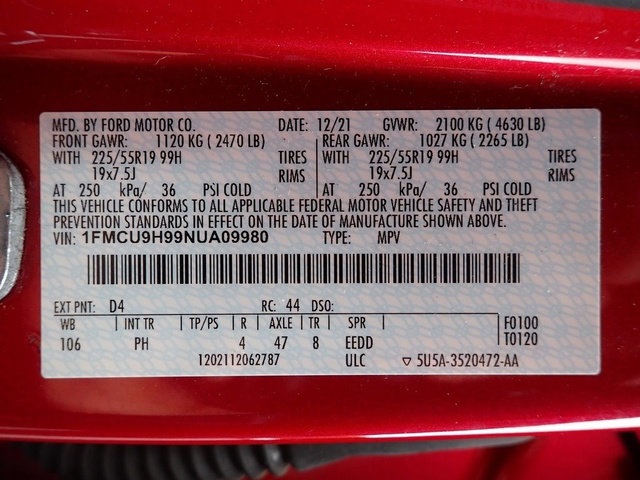 MFD. BY FORD MOTOR CO. DATE: 12/21 GVWR: 2100 KG ( 4630 LB)
FRONT GAWR: 1120 KG ( 2470 LB) REAR GAWR: 1027 KG ( 2265 LB)
WITH 225/55R19 99H TIRES WITH 225/55R19 99H TIRES
19x7.5J RIMS 19x7.5J RIMS
AT 250 kPa/ 36 PSI COLD AT 250 kPa/ 36 PSI COLD
THIS VEHICLE CONFORMS TO ALL APPLICABLE FEDERAL MOTOR VEHICLE SAFETY AND THEFT
PREVENTION STANDARDS IN EFFECT ON THE DATE OF MANUFACTURE SHOWN ABOVE.
VIN: 1FMCU9H99NUA09980 TYPE: MPV
EXT PNT: D4 RC: 44 DSO:
WB INT TR TP/PS R AXLE TR SPR F0100
106 PH 4 47 8 EEDD T0120
1202112062787 ULC ▽ 5U5A-3520472-AA